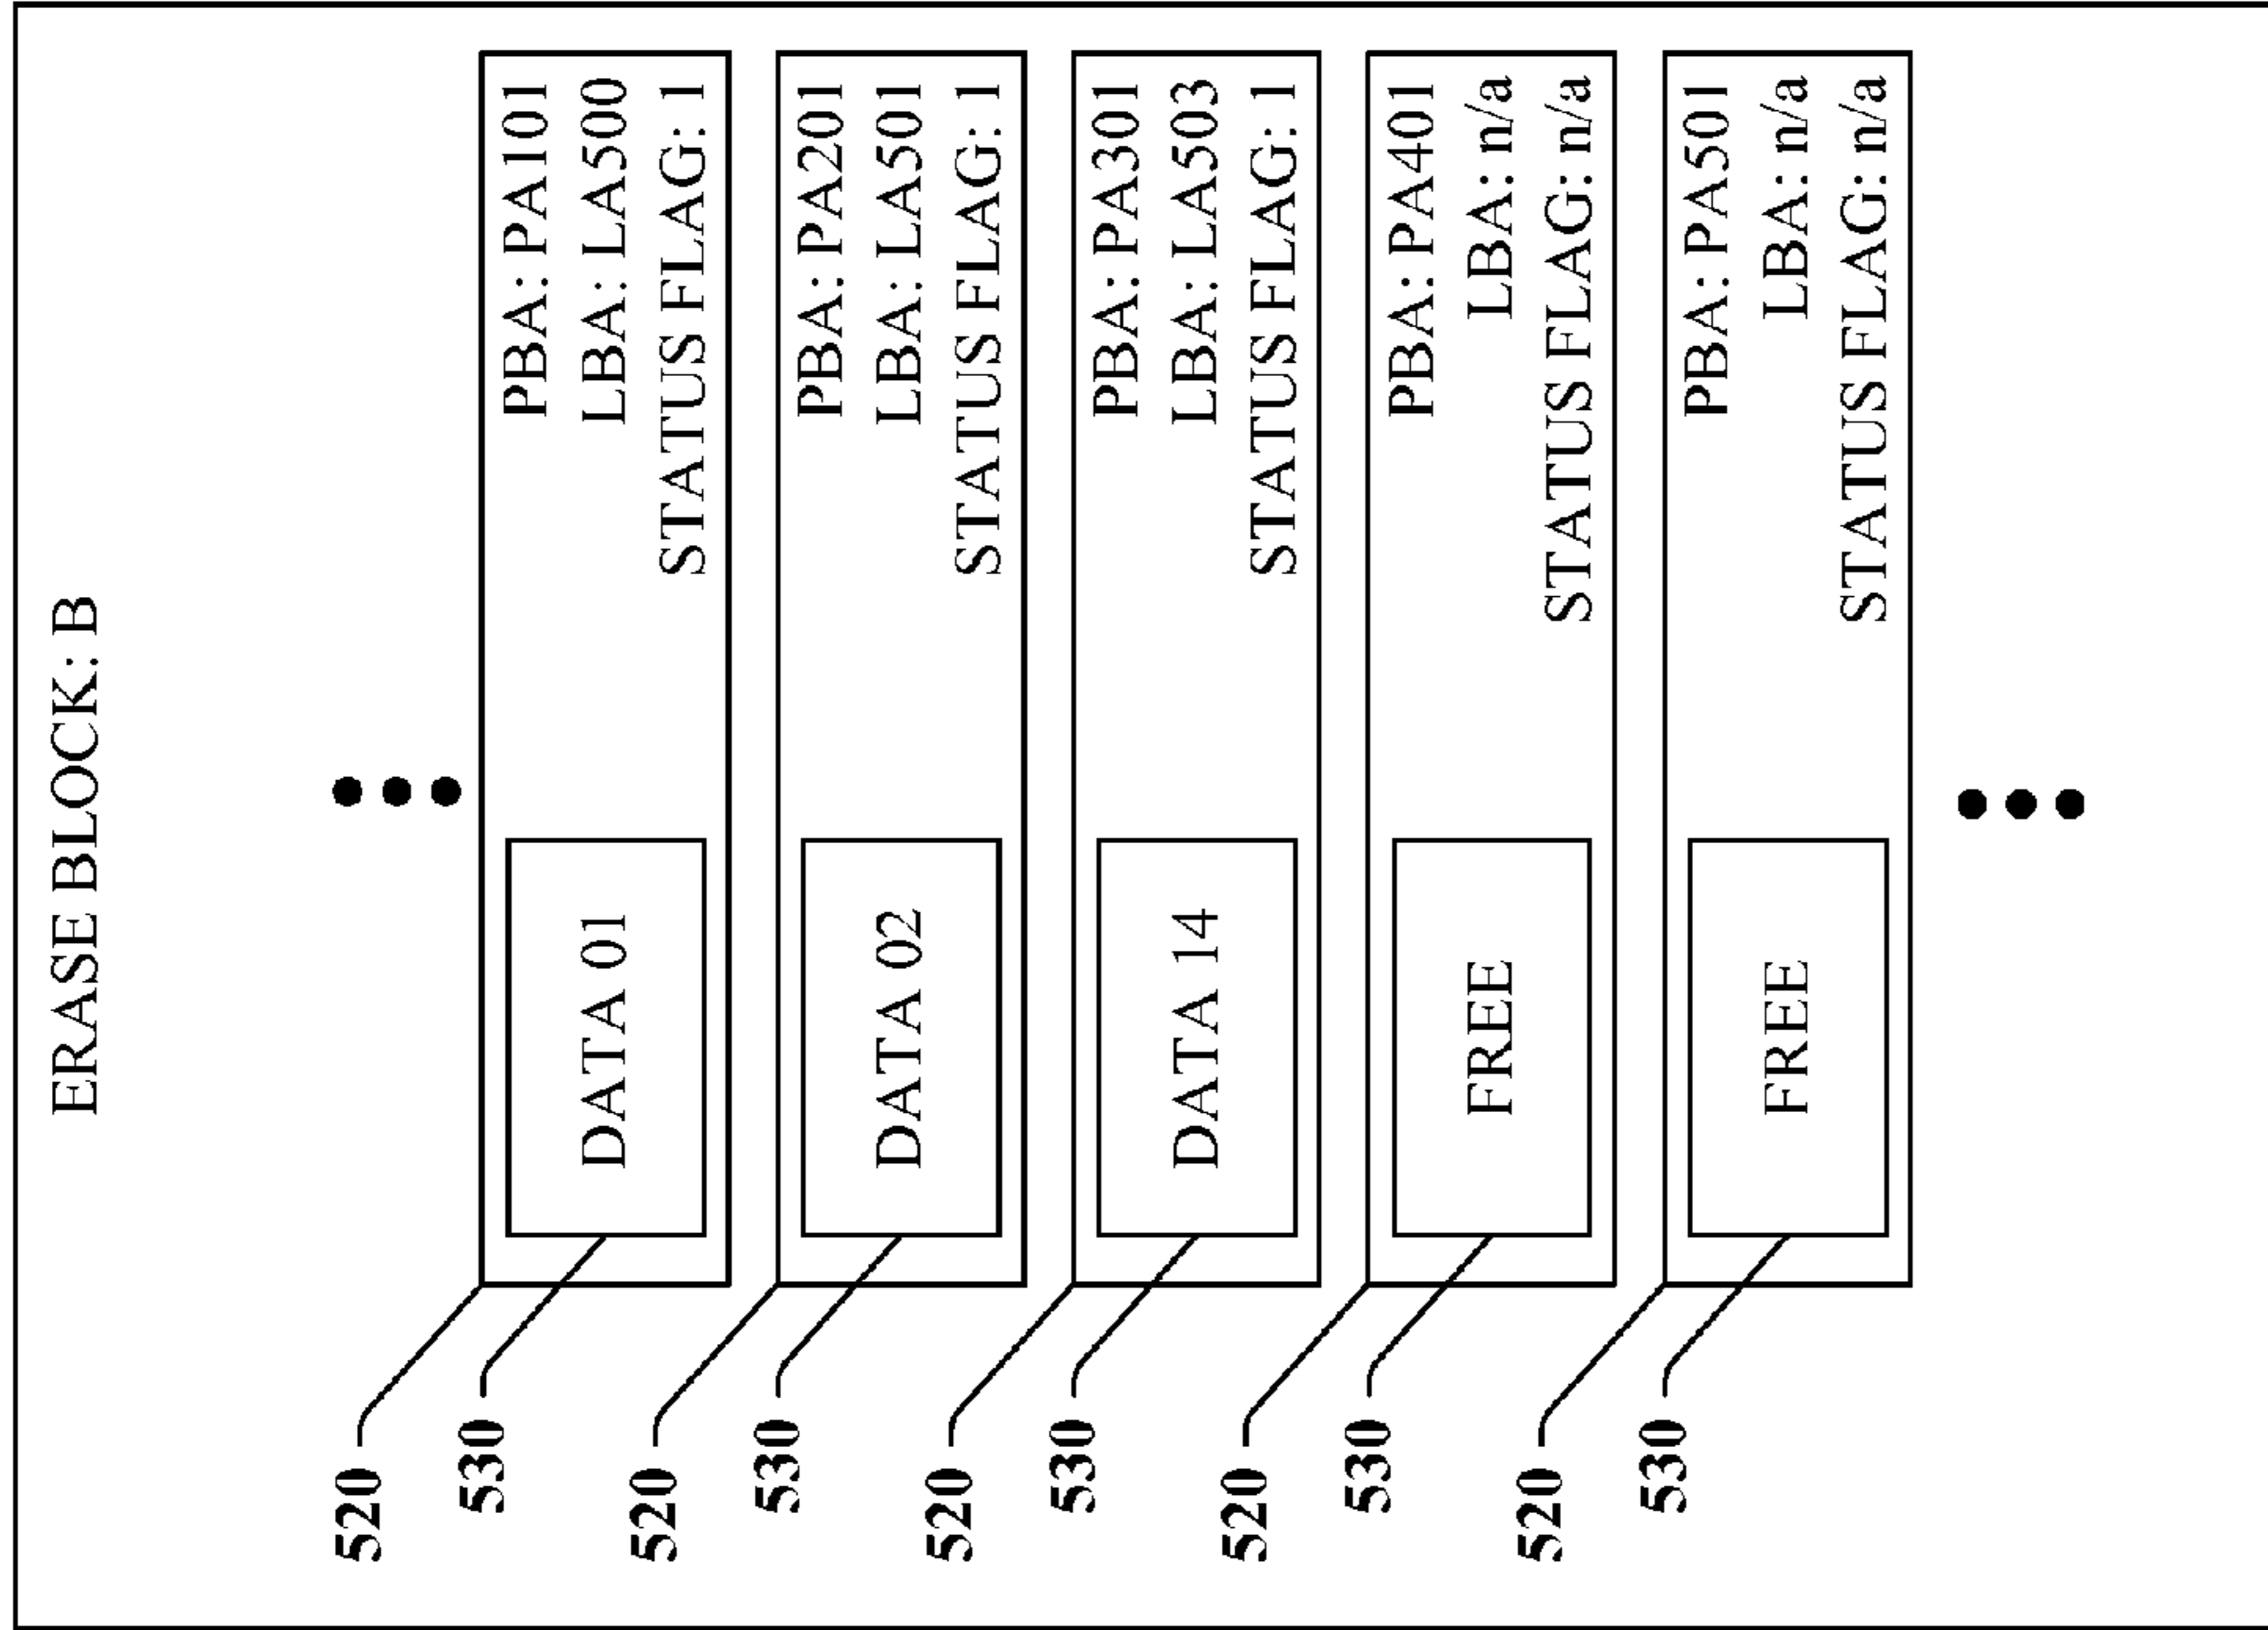 ERASE BLOCK: B
520
530
DATA 01
PBA: PA101
LBA: LA500
STATUS FLAG: 1
520
530
DATA 02
PBA: PA201
LBA: LA501
STATUS FLAG: 1
520
530
DATA 14
PBA: PA301
LBA: LA503
STATUS FLAG: 1
520
530
FREE
PBA: PA401
LBA: n/a
STATUS FLAG: n/a
520
530
FREE
PBA: PA501
LBA: n/a
STATUS FLAG: n/a